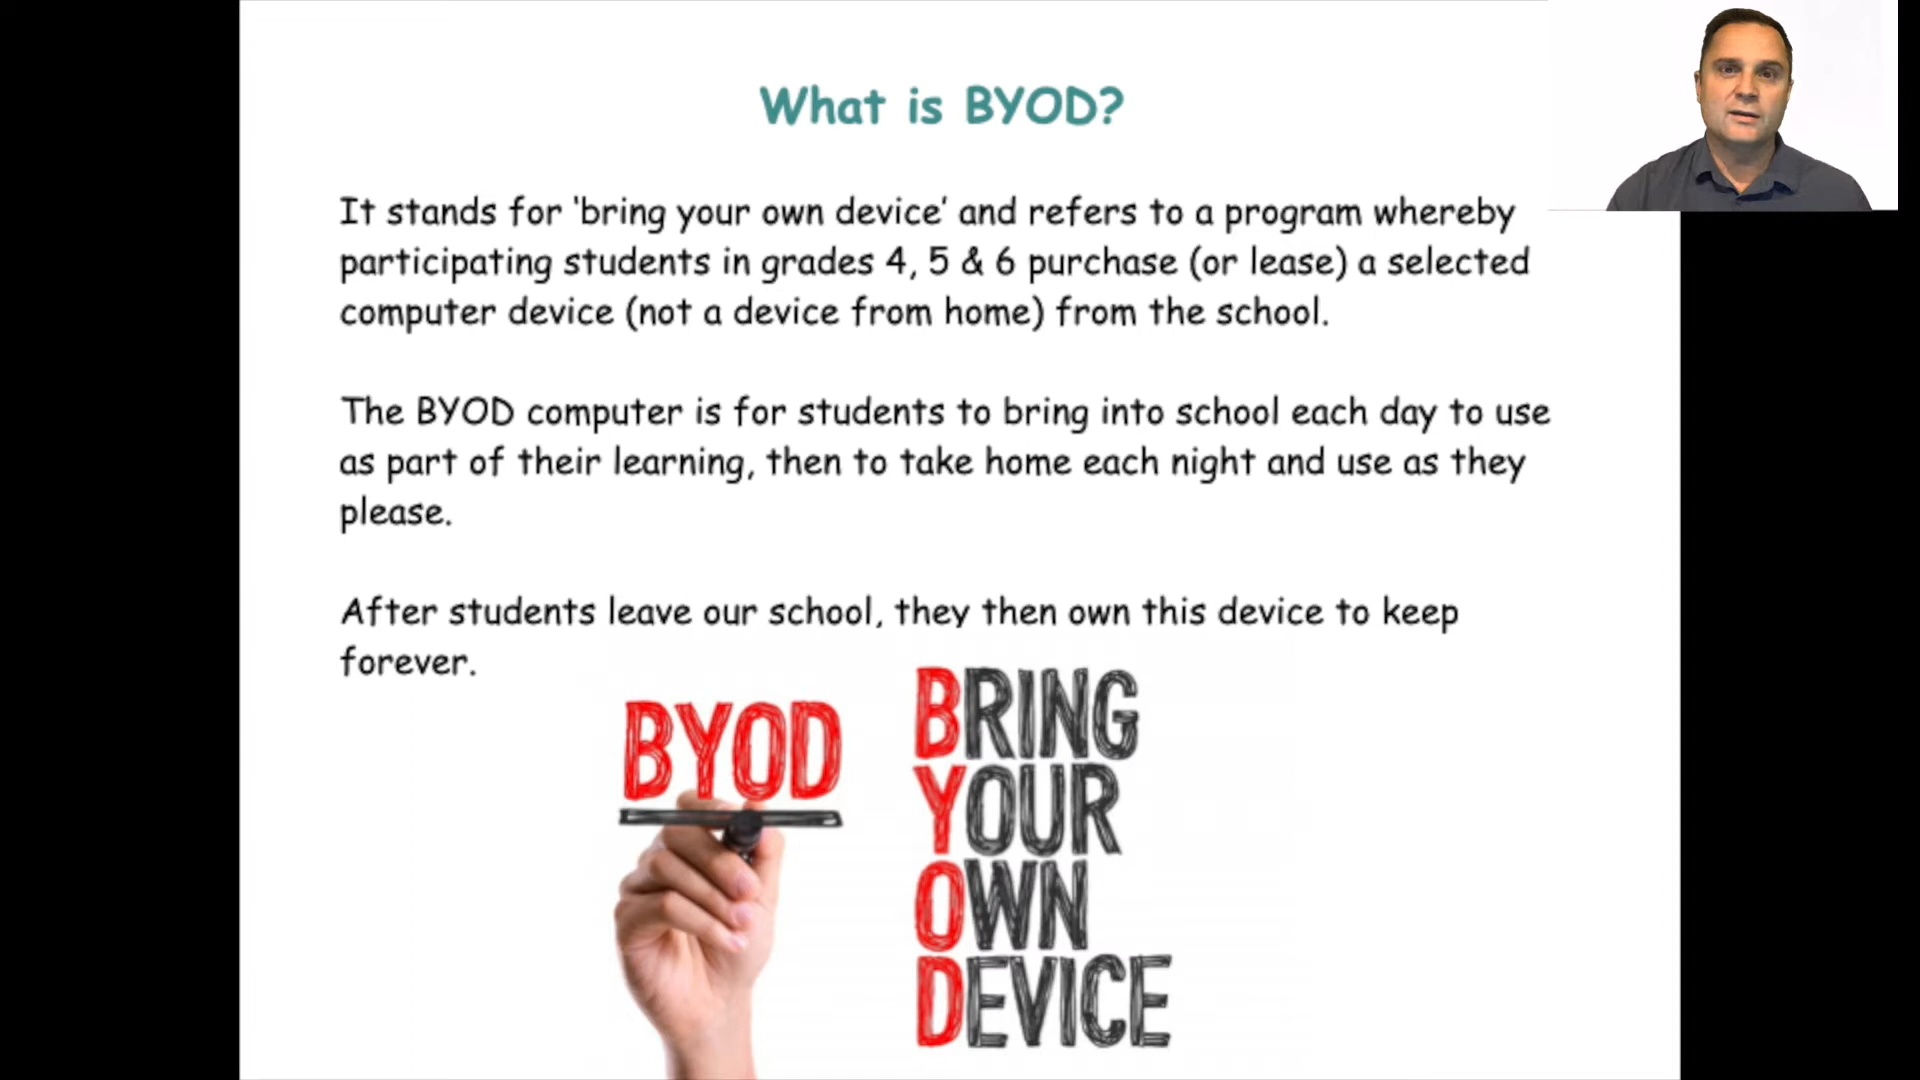 What is BYOD?
It stands for ‘bring your own device’ and refers to a program whereby
participating students in grades 4, 5 & 6 purchase (or lease) a selected
computer device (not a device from home) from the school.
The BYOD computer is for students to bring into school each day to use
as part of their learning, then to take home each night and use as they
please.
After students leave our school, they then own this device to keep
forever.
BYOD
BRING
YOUR
OWN
DEVICE